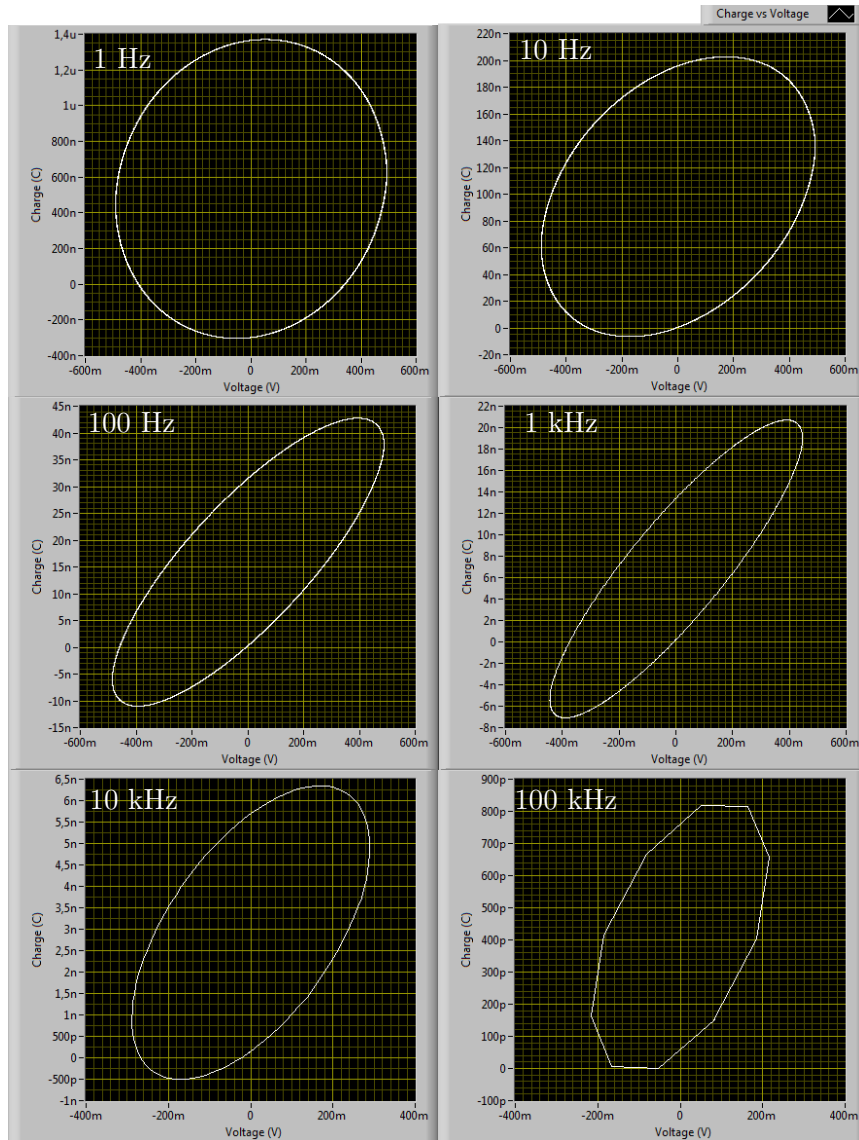 Charge vs Voltage
1 Hz
1,4u
1,2u
1u
800n
600n
400n
200n
0
-200n
-400n
-600m -400m -200m 0 200m 400m 600m
Voltage (V)
Charge (C)
10 Hz
220n
200n
180n
160n
140n
120n
100n
80n
60n
40n
20n
0
-20n
-600m -400m -200m 0 200m 400m 600m
Voltage (V)
Charge (C)
100 Hz
45n
40n
35n
30n
25n
20n
15n
10n
5n
0
-5n
-10n
-15n
-600m -400m -200m 0 200m 400m 600m
Voltage (V)
Charge (C)
1 kHz
22n
20n
18n
16n
14n
12n
10n
8n
6n
4n
2n
0
-2n
-4n
-6n
-8n
-600m -400m -200m 0 200m 400m 600m
Voltage (V)
Charge (C)
10 kHz
6,5n
6n
5,5n
5n
4,5n
4n
3,5n
3n
2,5n
2n
1,5n
1n
500p
0
-500p
-1n
-400m -200m 0 200m 400m
Voltage (V)
Charge (C)
100 kHz
900p
800p
700p
600p
500p
400p
300p
200p
100p
0
-100p
-400m -200m 0 200m 400m
Voltage (V)
Charge (C)